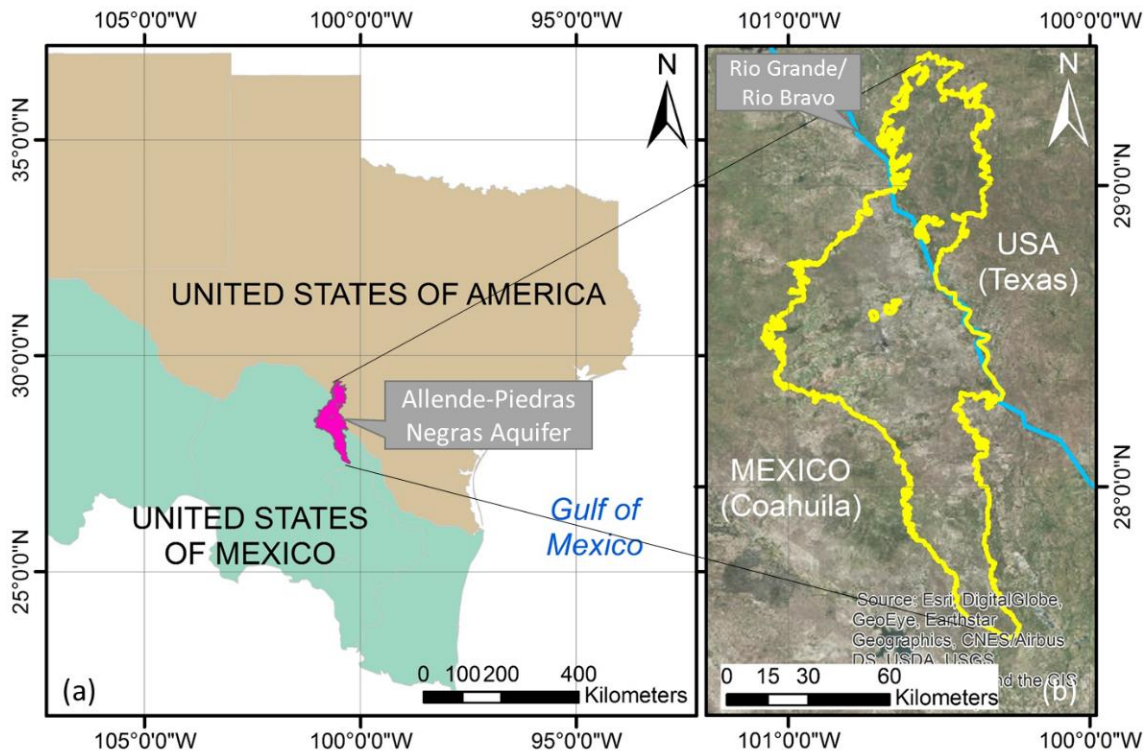 105°0'0"W
100°0'0"W
95°0'0"W
35°0'0"N
30°0'0"N
25°0'0"N
N
UNITED STATES OF AMERICA
Allende-Piedras
Negras Aquifer
UNITED STATES
OF MEXICO
Gulf of
Mexico
(a)
0 100200 400
Kilometers
105°0'0"W
100°0'0"W
95°0'0"W
101°0'0"W
100°0'0"W
Rio Grande/
Rio Bravo
N
29°0'0"N
28°0'0"N
USA
(Texas)
MEXICO
(Coahuila)
Source: Esri, DigitalGlobe,
GeoEye, Earthstar
Geographics, CNES/Airbus
DS, USDA, USGS
nd the GIS
0 15 30 60
Kilometers
(b)
101°0'0"W
100°0'0"W